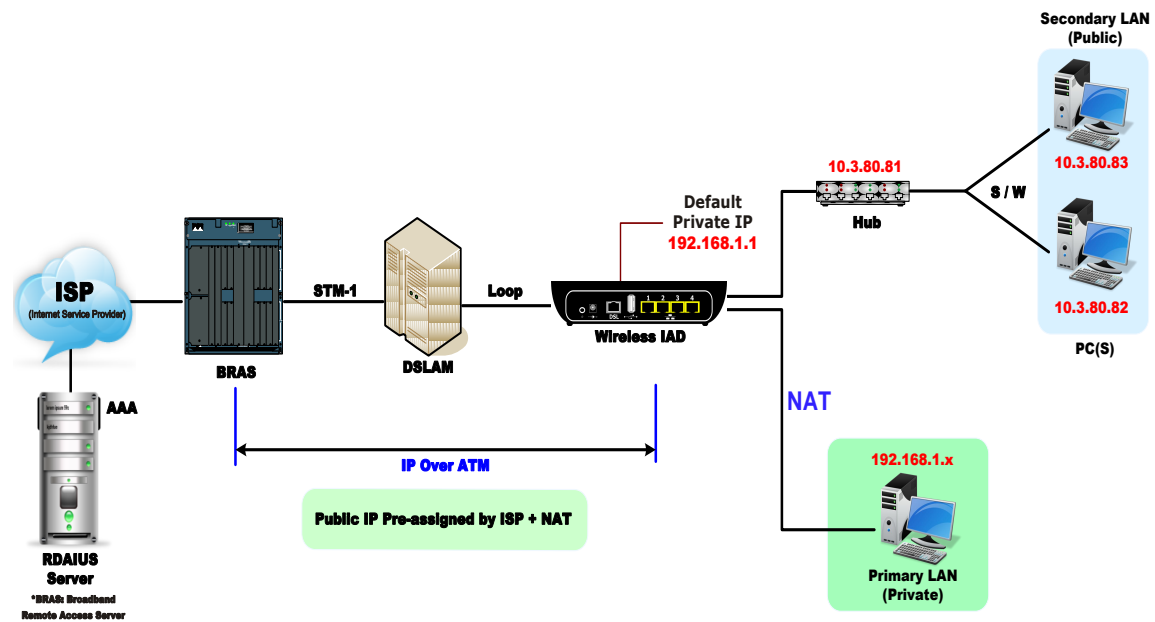 Secondary LAN
(Public)
10.3.80.83
10.3.80.81
S / W
Hub
Default
Private IP
192.168.1.1
10.3.80.82
PC(S)
ISP
(Internet Service Provider)
STM-1
Loop
DSL
1 2 3 4
Wireless IAD
BRAS
DSLAM
AAA
NAT
IP Over ATM
192.168.1.x
Public IP Pre-assigned by ISP + NAT
RDAIUS
Server
*BRAS: Broadband
Remote Access Server
Primary LAN
(Private)